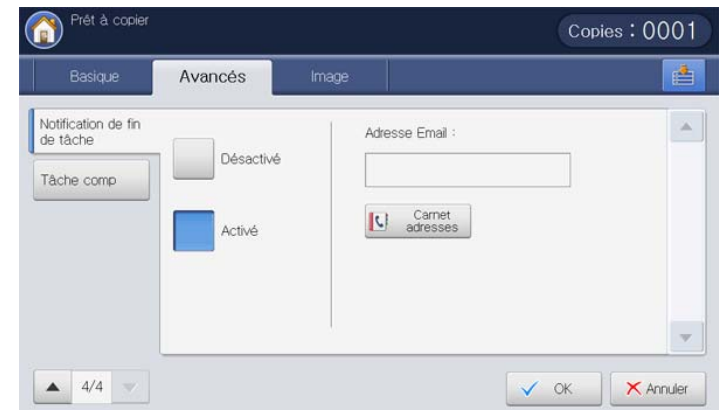 Prêt à copier
Copies : 0001
Basique
Avancés
Image
Notification de fin
de tâche
Tâche comp
Désactivé
Activé
Adresse Email :
Carnet
adresses
4/4
OK
Annuler